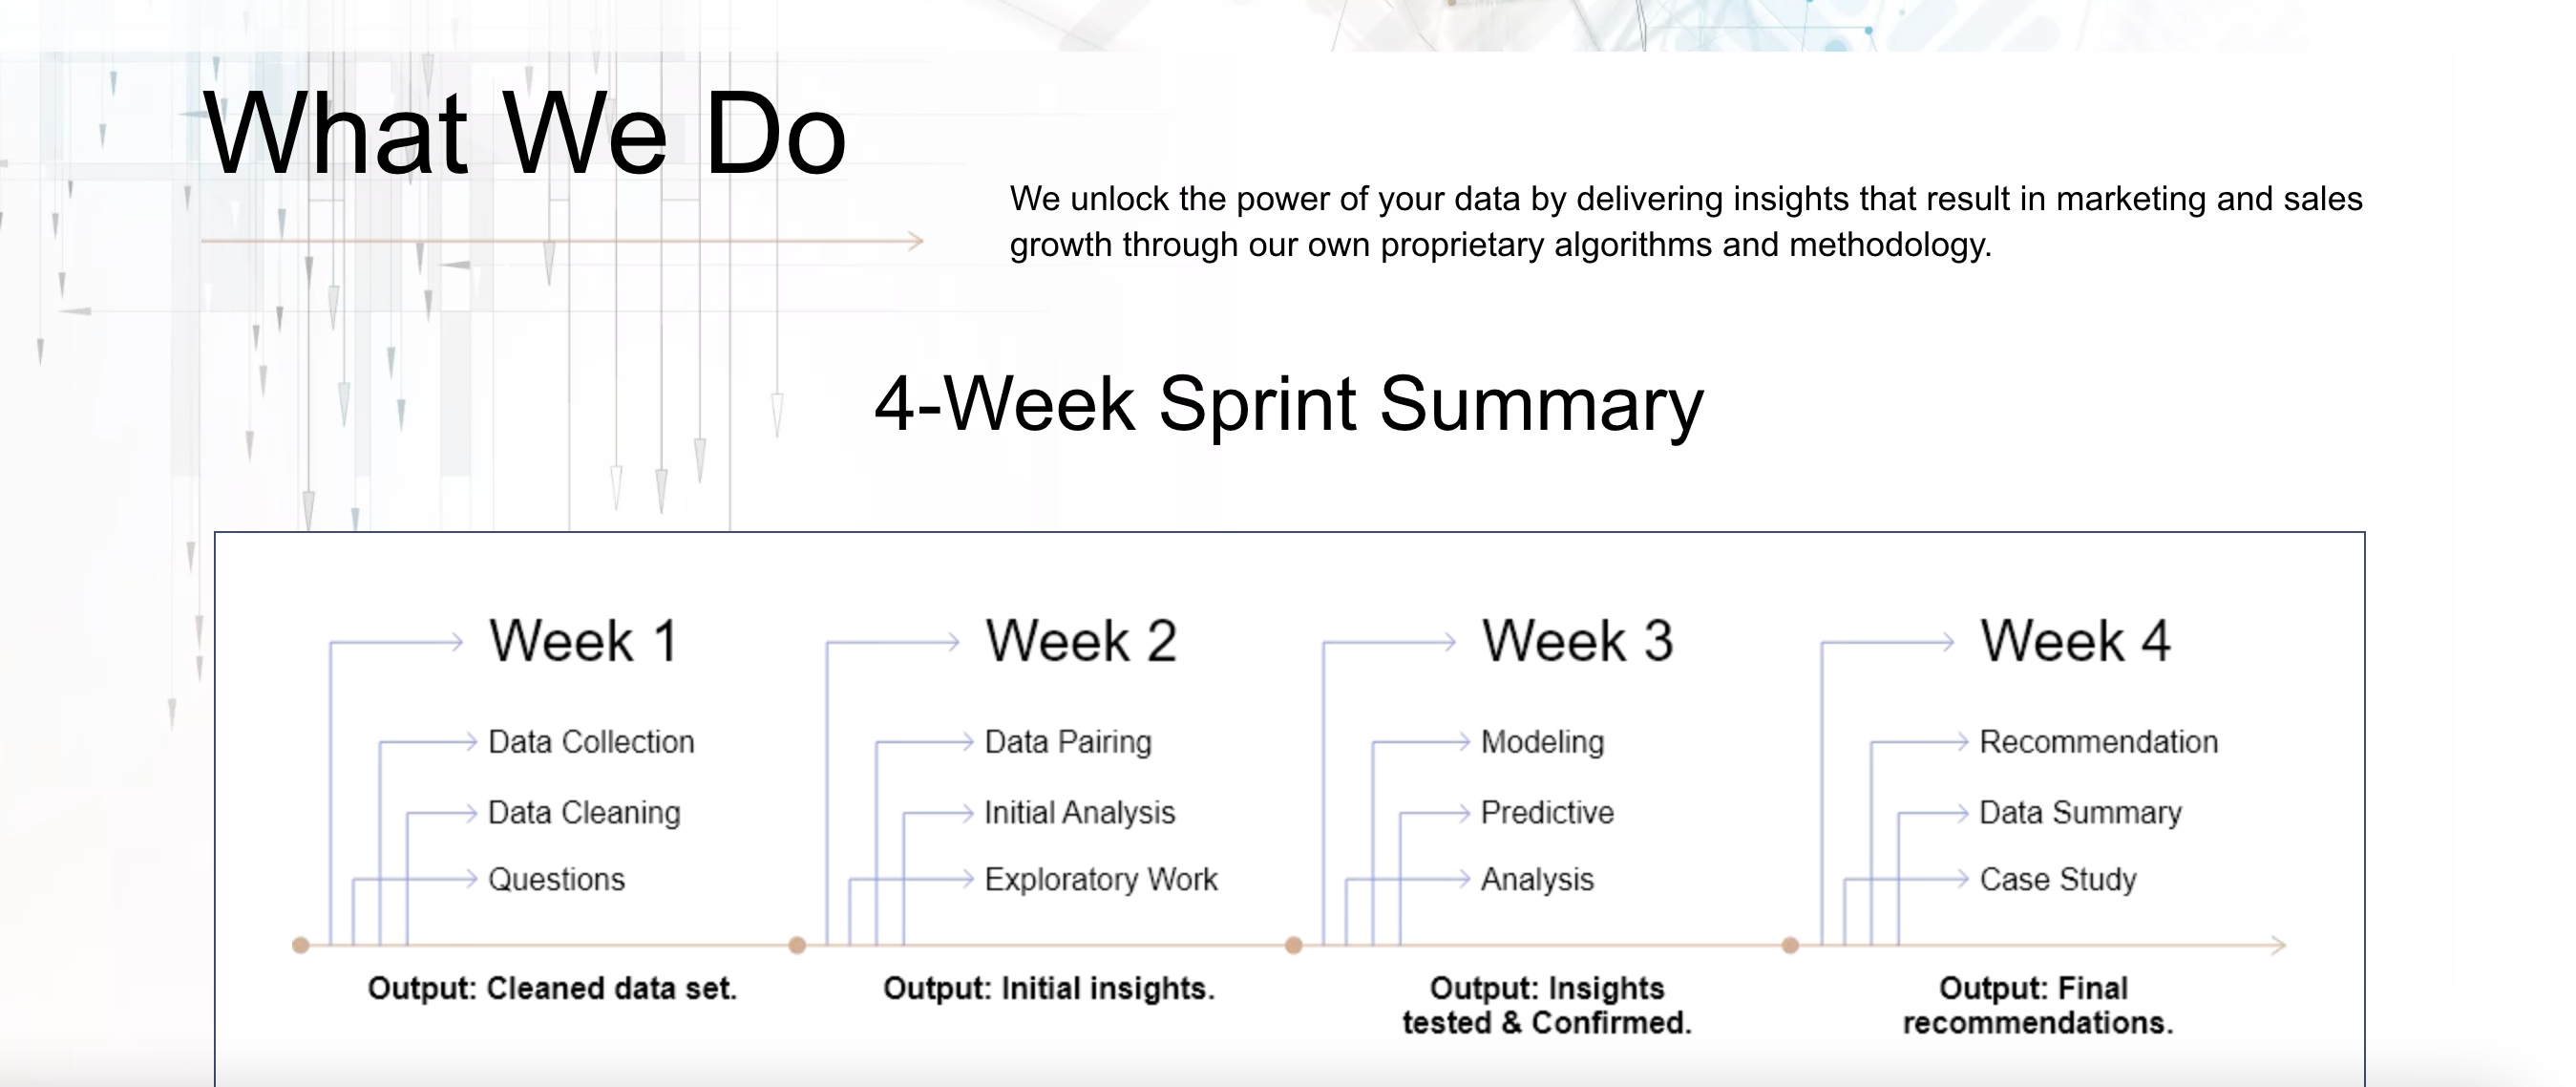 What We Do
We unlock the power of your data by delivering insights that result in marketing and sales
growth through our own proprietary algorithms and methodology.
4-Week Sprint Summary
Week 1
Data Collection
Data Cleaning
Questions
Output: Cleaned data set.
Week 2
Data Pairing
Initial Analysis
Exploratory Work
Output: Initial insights.
Week 3
Modeling
Predictive
Analysis
Output: Insights
tested & Confirmed.
Week 4
Recommendation
Data Summary
Case Study
Output: Final
recommendations.